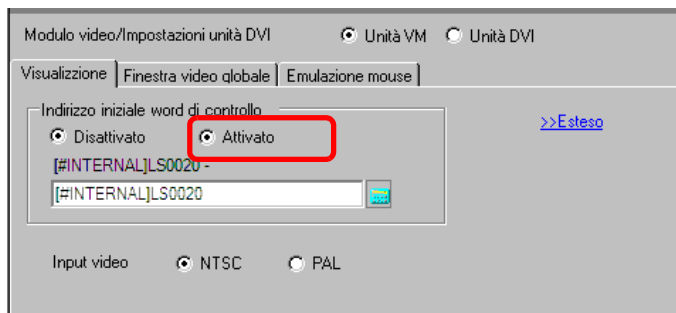 Modulo video/Impostazioni unità DVI Unità VM Unità DVI
Visualizzione Finestra video globale Emulazione mouse
Indirizzo iniziale word di controllo
>>Esteso
Disattivato Attivato
[#INTERNAL]LS0020 -
[#INTERNAL]LS0020
Input video NTSC PAL